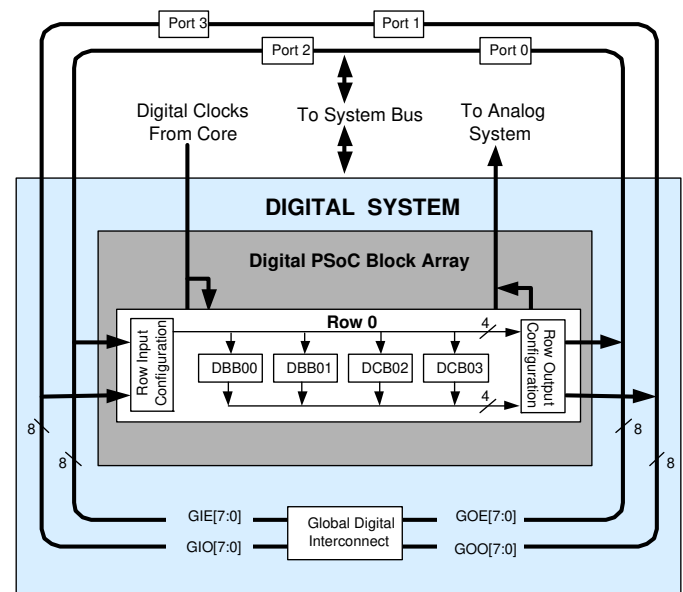 Port 3
Port 1
Port 2
Port 0
Digital Clocks
From Core
To System Bus
To Analog
System
DIGITAL SYSTEM
Digital PSoC Block Array
Row 0
4
Row Input
Configuration
DBB00
DBB01
DCB02
DCB03
4
Row Output
Configuration
8
8
8
8
GIE[7:0]
GIO[7:0]
Global Digital
Interconnect
GOE[7:0]
GOO[7:0]